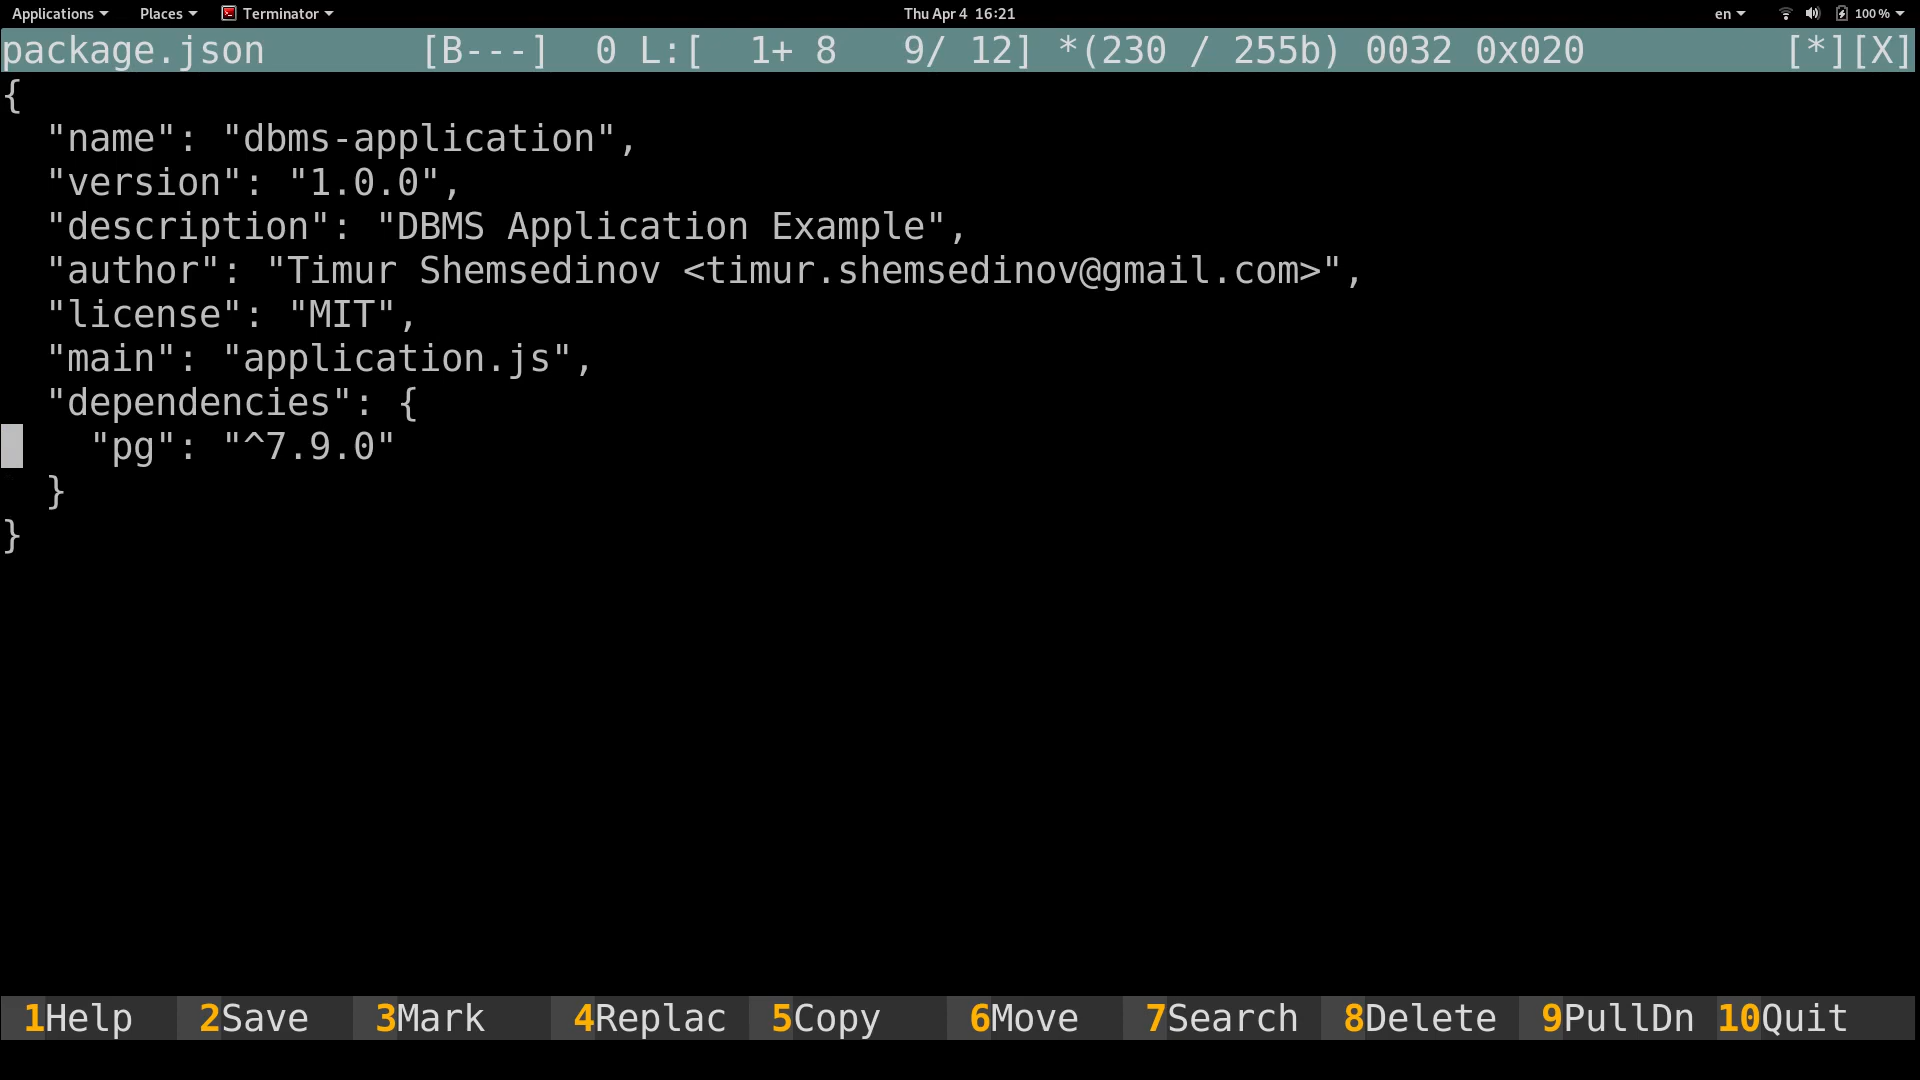 Applications Places Terminator Thu Apr 4 16:21 en 100 %
package.json [B---] 0 L:[ 1+ 8 9/ 12] *(230 / 255b) 0032 0x020 [*][X]
{
  "name": "dbms-application",
  "version": "1.0.0",
  "description": "DBMS Application Example",
  "author": "Timur Shemsedinov <timur.shemsedinov@gmail.com>",
  "license": "MIT",
  "main": "application.js",
  "dependencies": {
    "pg": "^7.9.0"
  }
}
1Help 2Save 3Mark 4Replac 5Copy 6Move 7Search 8Delete 9PullDn 10Quit